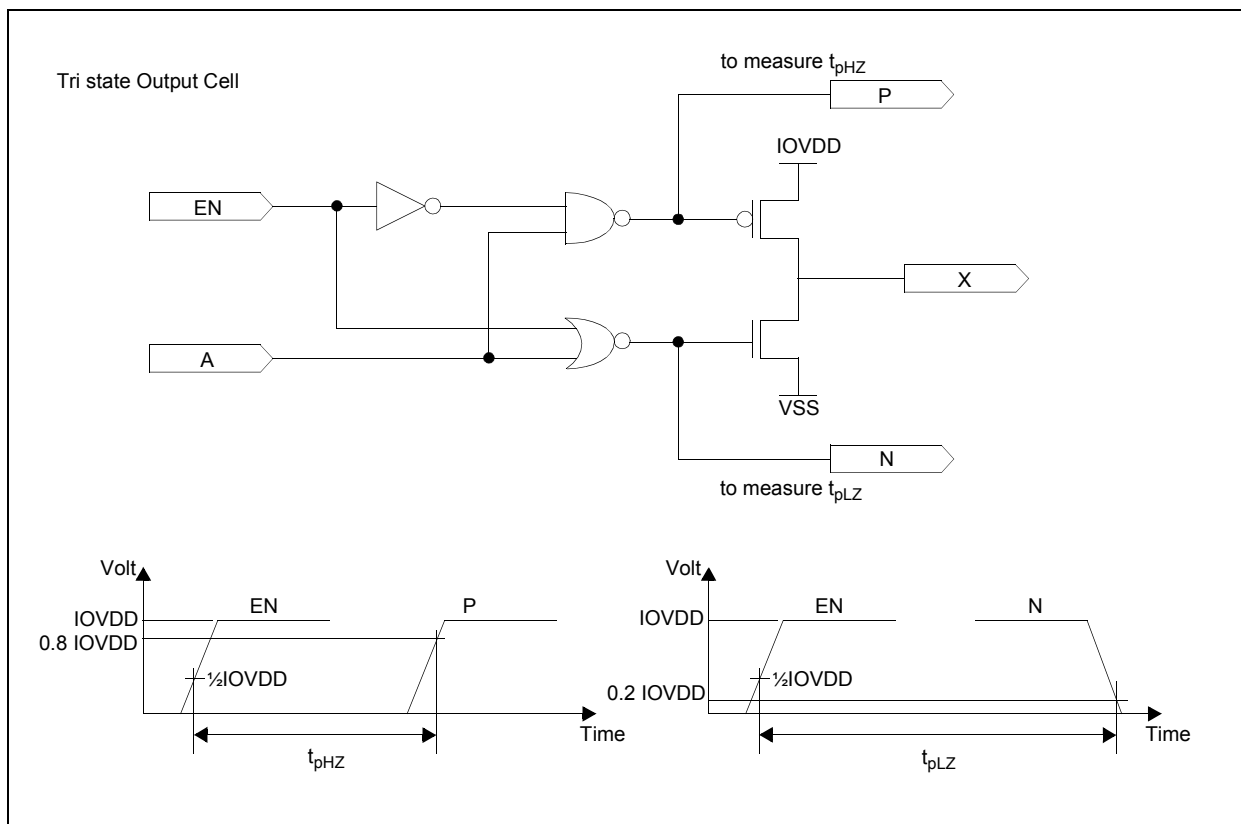 to measure tpHZ
Tri state Output Cell
P
IOVDD
EN
X
A
VSS
N
to measure tpLZ
Volt
IOVDD
EN
P
0.8 IOVDD
½IOVDD
Time
tpHZ
Volt
IOVDD
EN
N
½IOVDD
0.2 IOVDD
Time
tpLZ